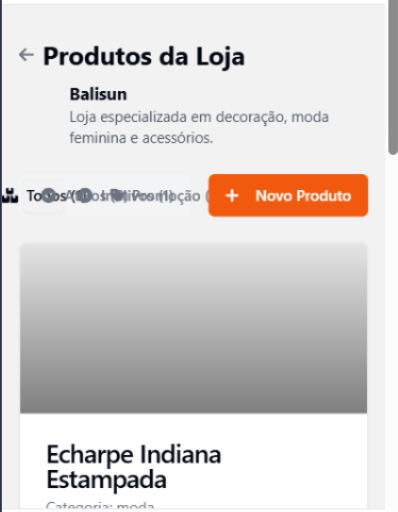 Produtos da Loja
Balisun
Loja especializada em decoração, moda
feminina e acessórios.
Todos Promoção
+ Novo Produto
Echarpe Indiana
Estampada
Categoria: moda